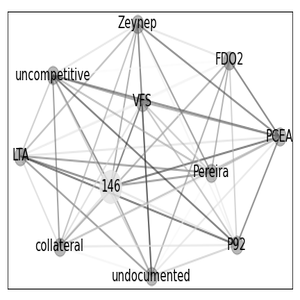 Zeynep
FDO2
uncompetitive
VFS
PCEA
LTA
Pereira
146
collateral
P92
undocumented